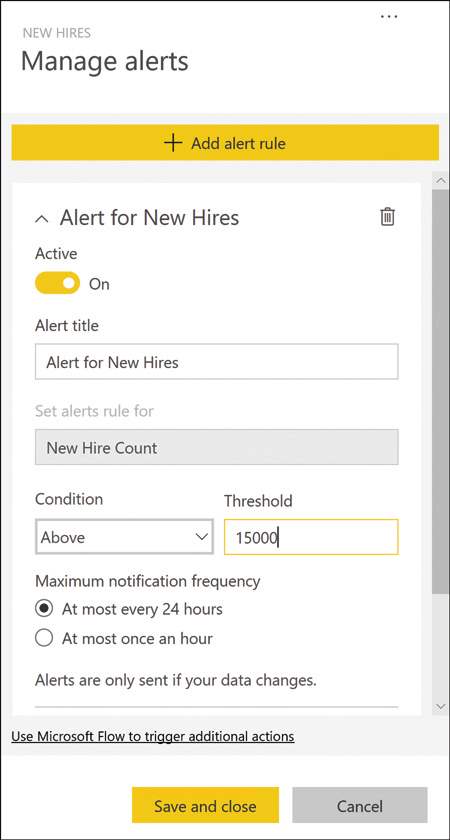 NEW HIRES
Manage alerts
Add alert rule
Alert for New Hires
Active
On
Alert title
Alert for New Hires
Set alerts rule for
New Hire Count
Condition
Threshold
Above
15000
Maximum notification frequency
At most every 24 hours
At most once an hour
Alerts are only sent if your data changes.
Use Microsoft Flow to trigger additional actions
Save and close
Cancel